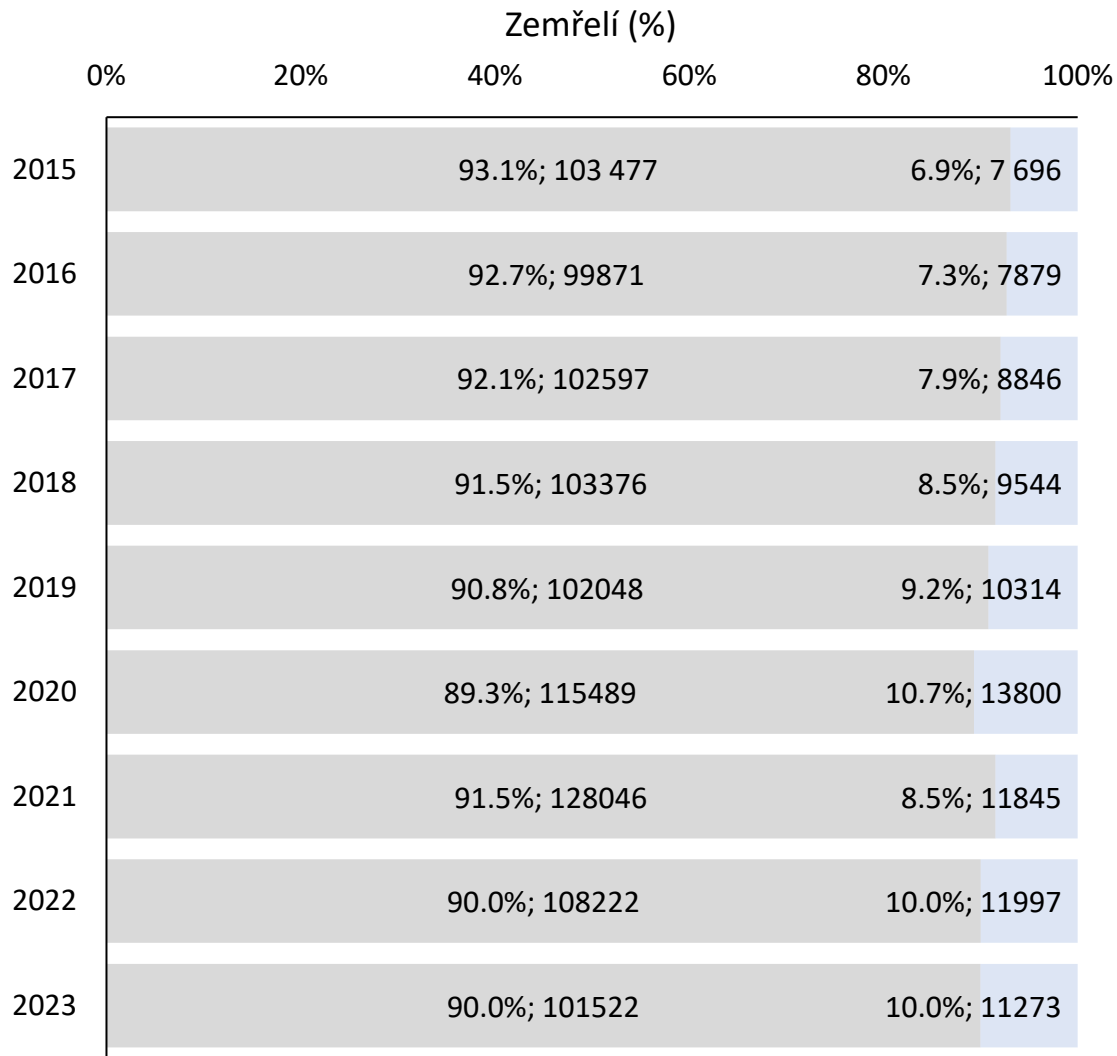 Zemřelí (%)
0% 20% 40% 60% 80% 100%
2015 93.1%; 103 477 6.9%; 7 696
2016 92.7%; 99871 7.3%; 7879
2017 92.1%; 102597 7.9%; 8846
2018 91.5%; 103376 8.5%; 9544
2019 90.8%; 102048 9.2%; 10314
2020 89.3%; 115489 10.7%; 13800
2021 91.5%; 128046 8.5%; 11845
2022 90.0%; 108222 10.0%; 11997
2023 90.0%; 101522 10.0%; 11273